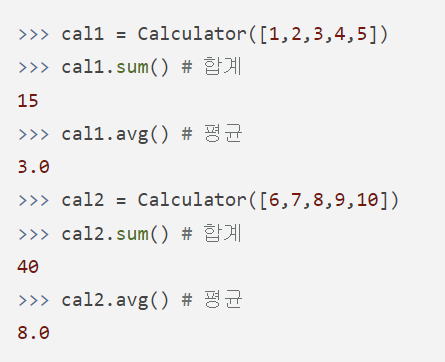 >>> cal1 = Calculator([1,2,3,4,5])
>>> cal1.sum() # 합계
15
>>> cal1.avg() # 평균
3.0
>>> cal2 = Calculator([6,7,8,9,10])
>>> cal2.sum() # 합계
40
>>> cal2.avg() # 평균
8.0